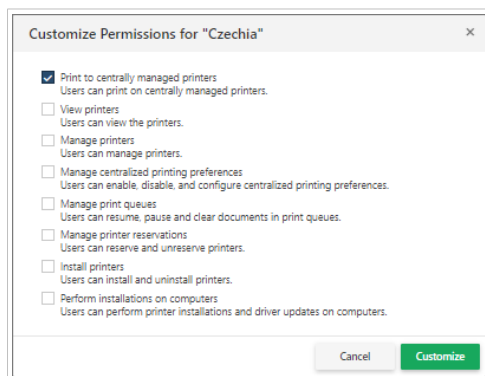 Customize Permissions for "Czechia"
Print to centrally managed printers
Users can print on centrally managed printers.
View printers
Users can view the printers.
Manage printers
Users can manage printers.
Manage centralized printing preferences
Users can enable, disable, and configure centralized printing preferences.
Manage print queues
Users can resume, pause and clear documents in print queues.
Manage printer reservations
Users can reserve and unreserve printers.
Install printers
Users can install and uninstall printers.
Perform installations on computers
Users can perform printer installations and driver updates on computers.
Cancel Customize